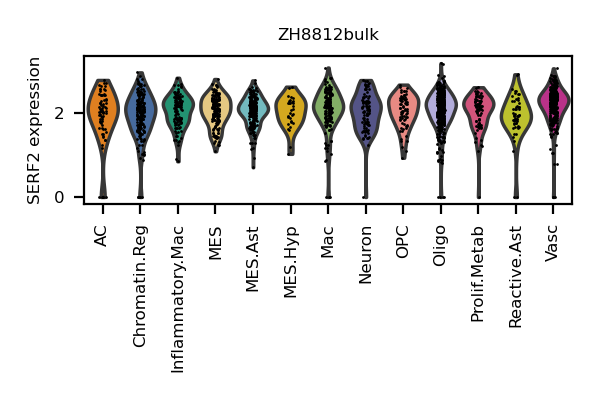 ZH8812bulk
SERF2 expression
2
0
AC
Chromatin.Reg
Inflammatory.Mac
MES
MES.Ast
MES.Hyp
Mac
Neuron
OPC
Oligo
Prolif.Metab
Reactive.Ast
Vasc